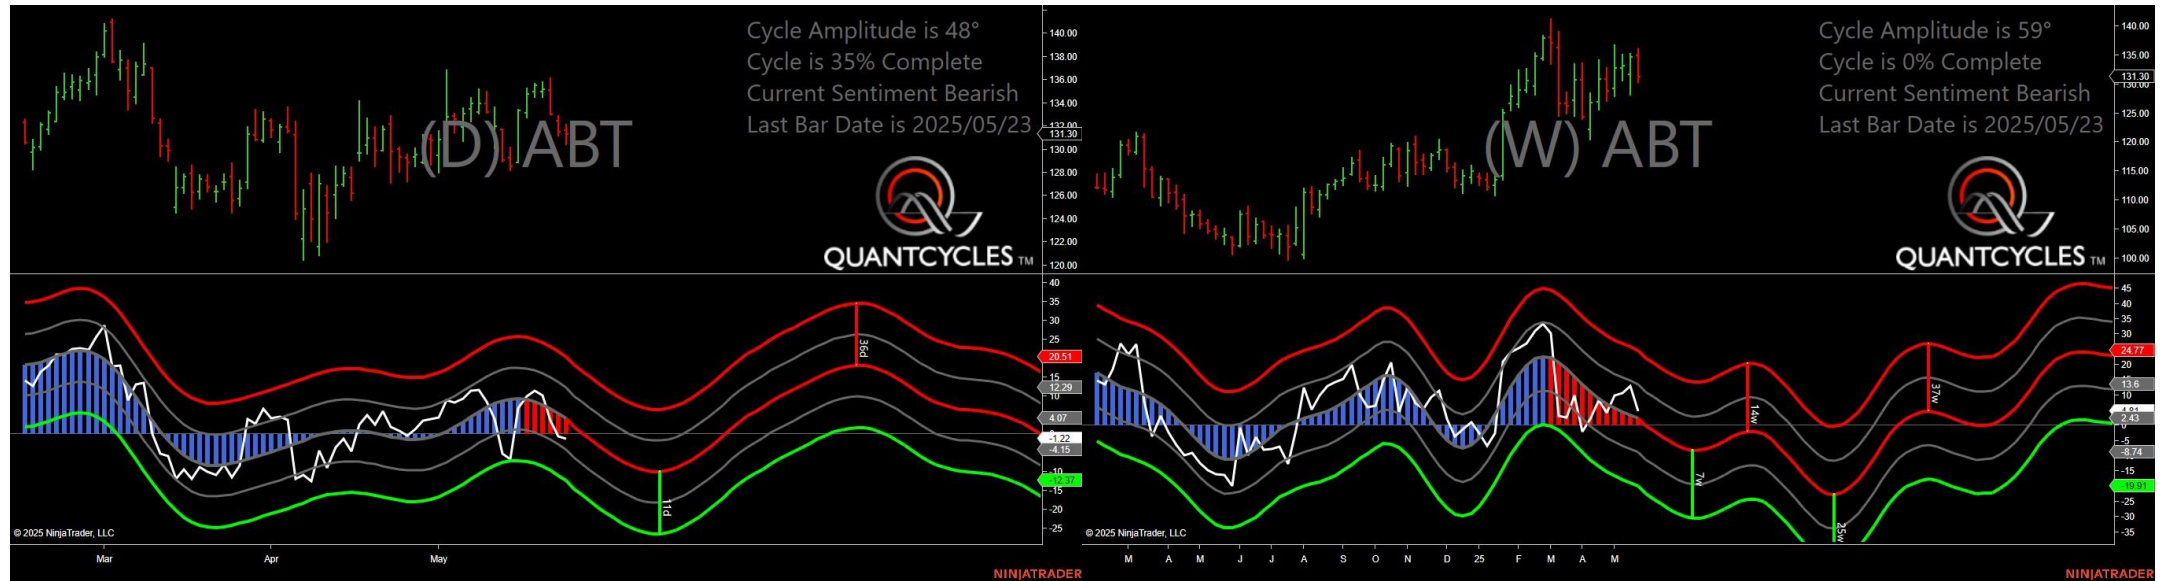 Cycle Amplitude is 48°
Cycle is 35% Complete
Current Sentiment Bearish
Last Bar Date is 2025/05/23
(D) ABT
QUANTCYCLES TM
140.00
138.00
136.00
134.00
132.00
131.30
130.00
128.00
126.00
124.00
122.00
120.00
40
35
30
25
20.51
15
12.29
10
4.07
-1.22
-4.15
-10
-12.37
-15
-20
-25
36d
11d
© 2025 NinjaTrader, LLC
Mar Apr May
NINJATRADER
Cycle Amplitude is 59°
Cycle is 0% Complete
Current Sentiment Bearish
Last Bar Date is 2025/05/23
(W) ABT
QUANTCYCLES TM
140.00
135.00
131.30
130.00
125.00
120.00
115.00
110.00
105.00
100.00
45
40
35
30
24.77
20
13.6
10
4.81
2.43
-5
-8.74
-15
-19.91
-25
-30
-35
7w
14w
25w
37w
© 2025 NinjaTrader, LLC
M A M J J A S O N D 25 F M A M
NINJATRADER